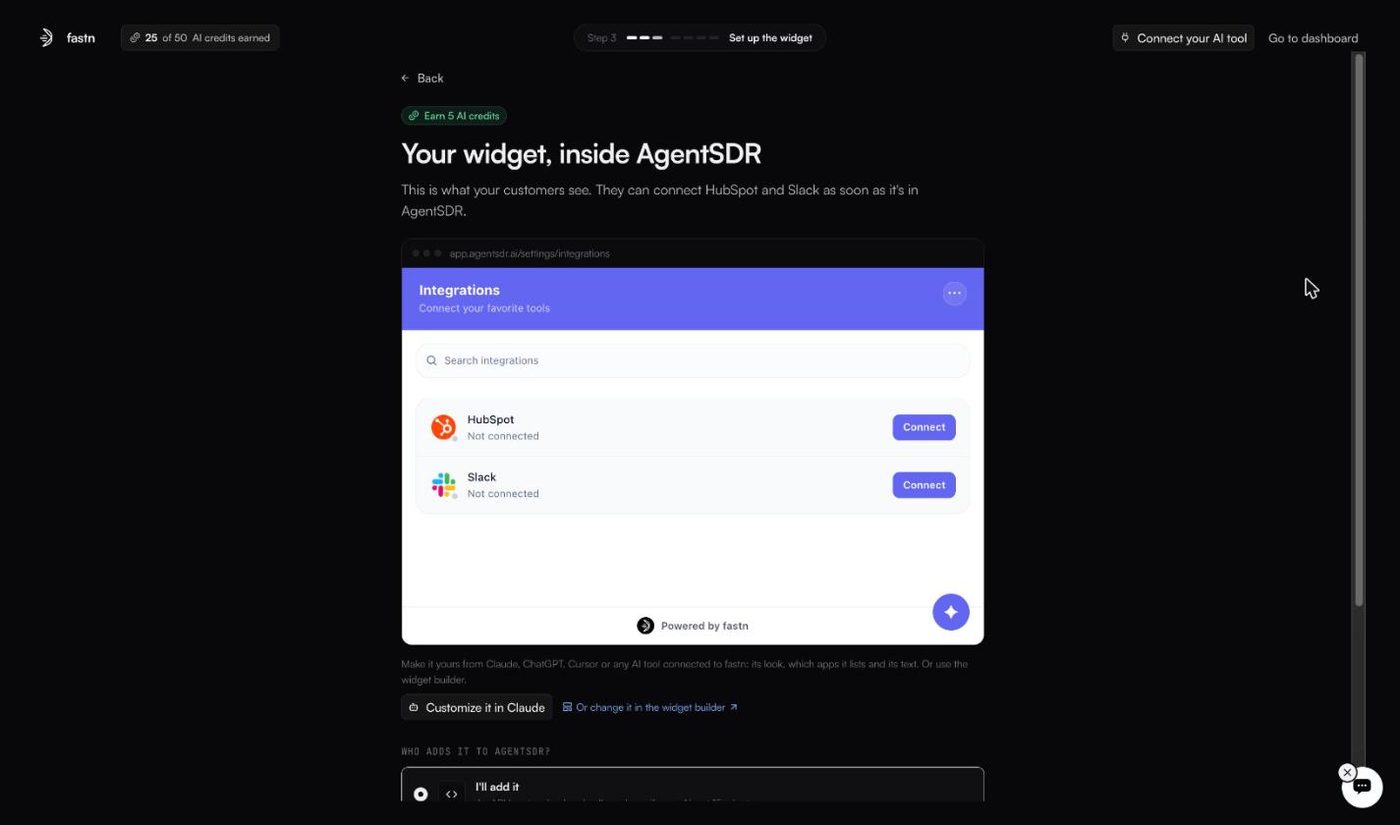 fastn
25 of 50 AI credits earned
Step 3
Set up the widget
Connect your AI tool
Go to dashboard
Back
Earn 5 AI credits
Your widget, inside AgentSDR
This is what your customers see. They can connect HubSpot and Slack as soon as it's in
AgentSDR.
app.agentsdr.ai/settings/integrations
Integrations
Connect your favorite tools
Search integrations
HubSpot
Not connected
Connect
Slack
Not connected
Connect
Powered by fastn
Make it yours from Claude, ChatGPT, Cursor or any AI tool connected to fastn: its look, which apps it lists and its text. Or use the
widget builder.
Customize it in Claude
Or change it in the widget builder
WHO ADDS IT TO AGENTSDR?
I'll add it